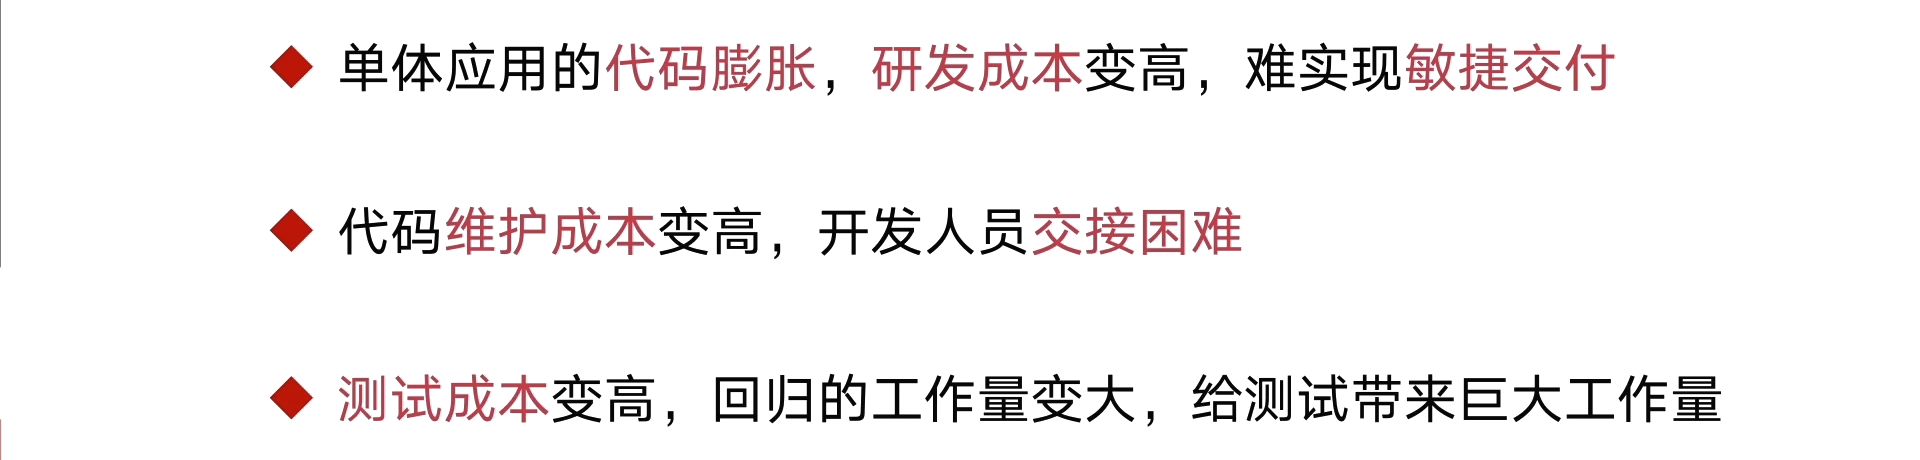 单体应用的代码膨胀，研发成本变高，难实现敏捷交付
代码维护成本变高，开发人员交接困难
测试成本变高，回归的工作量变大，给测试带来巨大工作量